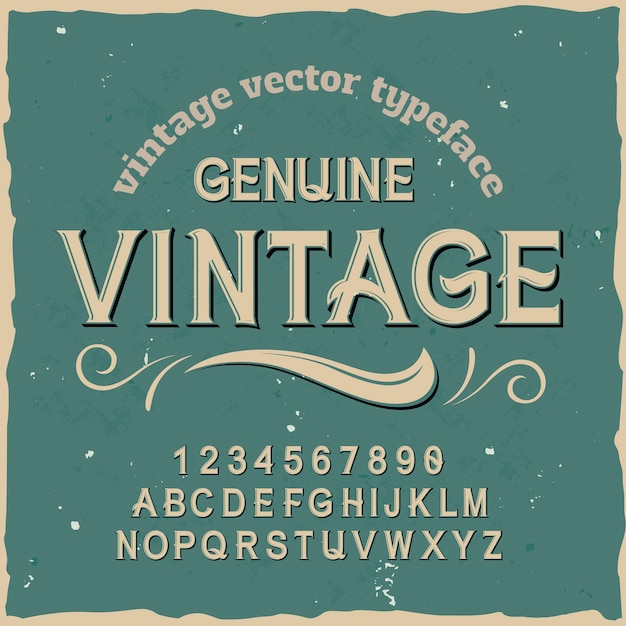 vintage vector typeface
GENUINE
VINTAGE
1234567890
ABCDEFGHIJKLM
NOPQRSTUVWXYZ